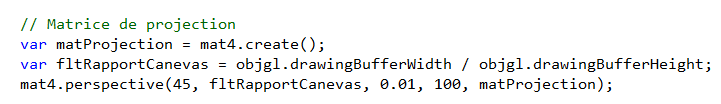 // Matrice de projection
var matProjection = mat4.create();
var fltRapportCanevas = objgl.drawingBufferWidth / objgl.drawingBufferHeight;
mat4.perspective(45, fltRapportCanevas, 0.01, 100, matProjection);